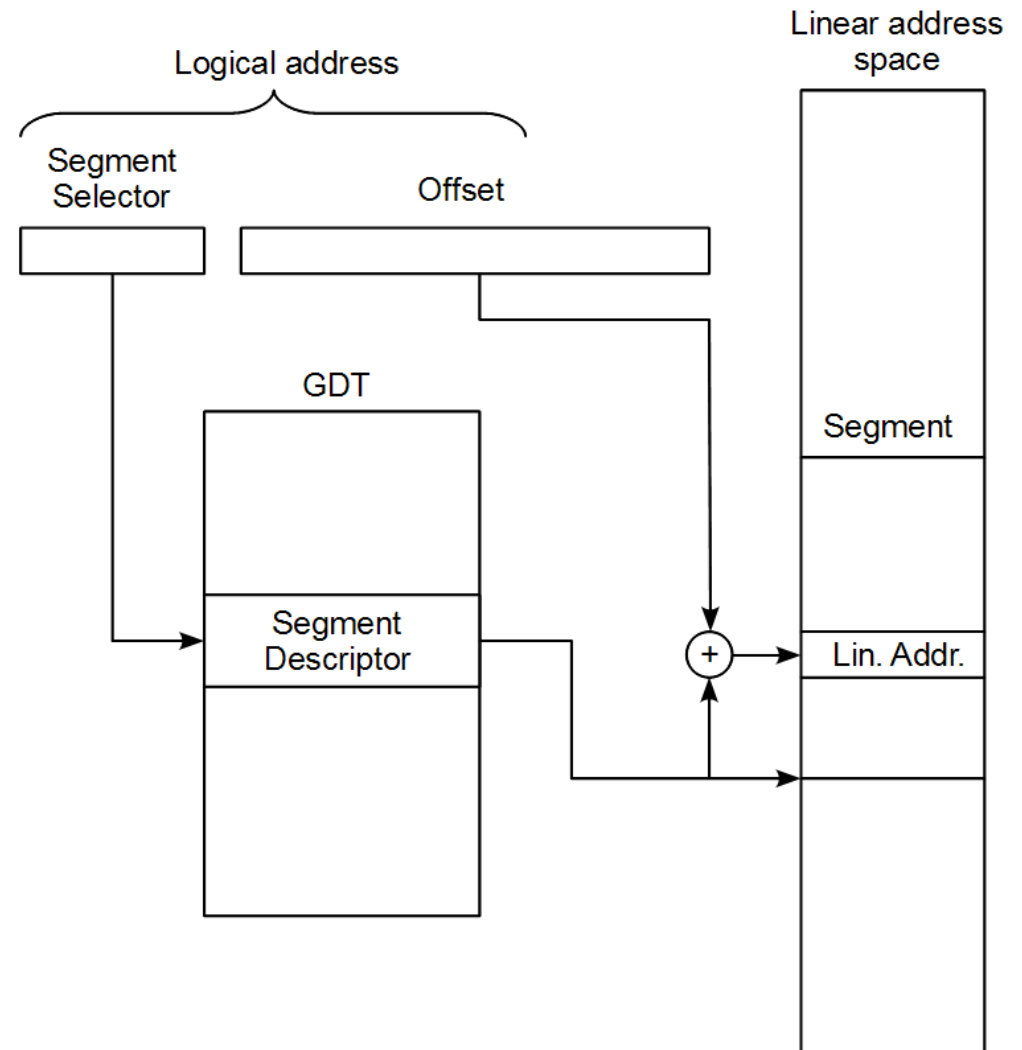 Linear address
space
Logical address
Segment
Selector
Offset
GDT
Segment
Segment
Descriptor
+
Lin. Addr.